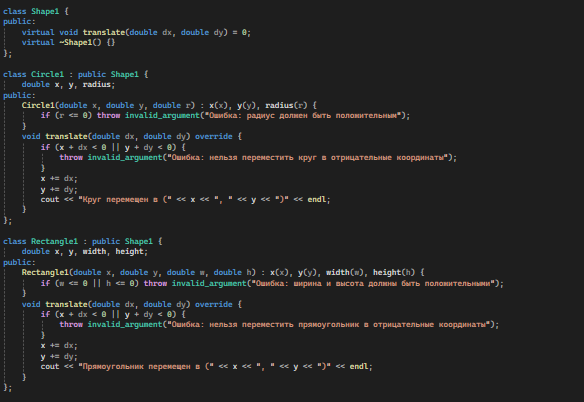 class Shape1 {
public:
    virtual void translate(double dx, double dy) = 0;
    virtual ~Shape1() {}
};

class Circle1 : public Shape1 {
    double x, y, radius;
public:
    Circle1(double x, double y, double r) : x(x), y(y), radius(r) {
        if (r <= 0) throw invalid_argument("Ошибка: радиус должен быть положительным");
    }
    void translate(double dx, double dy) override {
        if (x + dx < 0 || y + dy < 0) {
            throw invalid_argument("Ошибка: нельзя переместить круг в отрицательные координаты");
        }
        x += dx;
        y += dy;
        cout << "Круг перемещен в (" << x << ", " << y << ")" << endl;
    }
};

class Rectangle1 : public Shape1 {
    double x, y, width, height;
public:
    Rectangle1(double x, double y, double w, double h) : x(x), y(y), width(w), height(h) {
        if (w <= 0 || h <= 0) throw invalid_argument("Ошибка: ширина и высота должны быть положительными");
    }
    void translate(double dx, double dy) override {
        if (x + dx < 0 || y + dy < 0) {
            throw invalid_argument("Ошибка: нельзя переместить прямоугольник в отрицательные координаты");
        }
        x += dx;
        y += dy;
        cout << "Прямоугольник перемещен в (" << x << ", " << y << ")" << endl;
    }
};